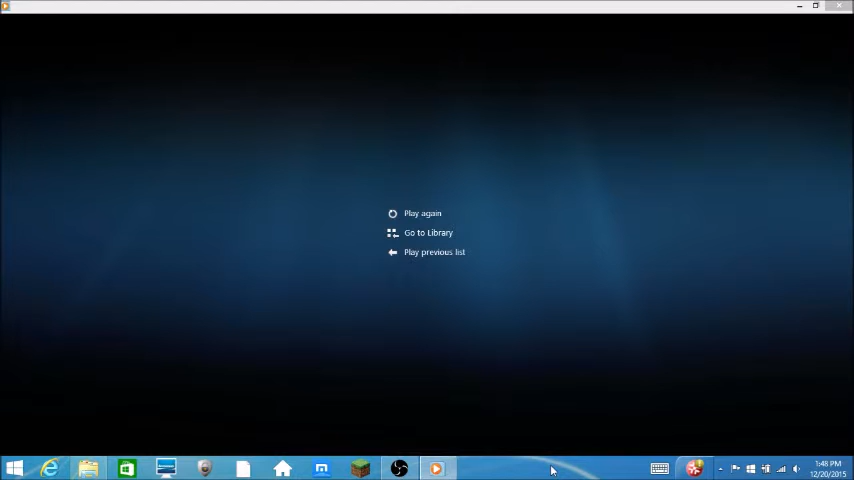 Play again
Go to Library
Play previous list
1:48 PM
12/20/2015